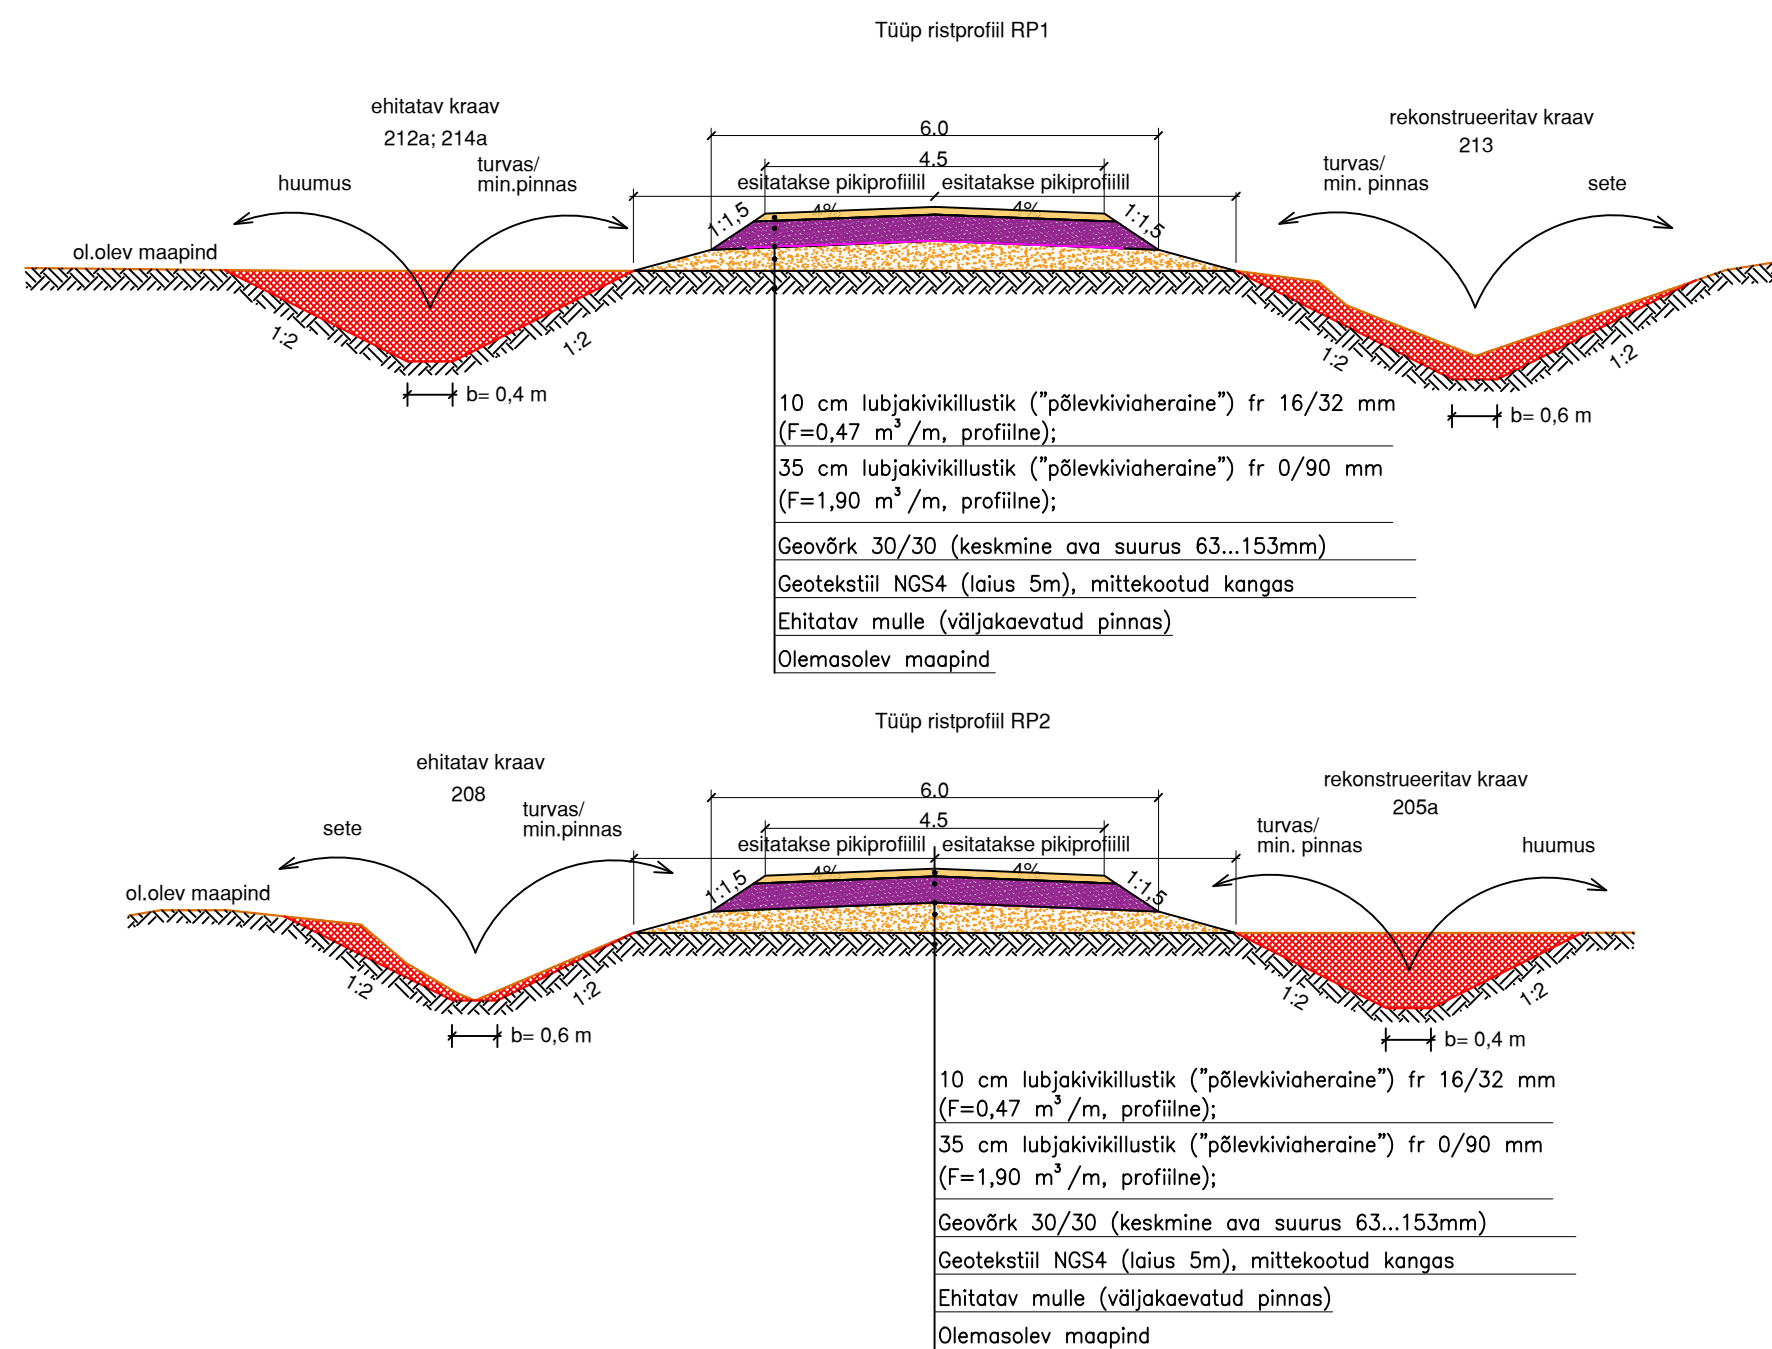 Tüüp ristprofiil RP1
ehitatav kraav
212a; 214a
huumus
turvas/
min.pinnas
6.0
4.5
esitatakse pikiprofiilil
esitatakse pikiprofiilil
rekonstrueeritav kraav
213
turvas/
min. pinnas
sete
1:1,5
4%
4%
1:1,5
ol.olev maapind
1:2
1:2
1:2
1:2
b= 0,4 m
b= 0,6 m
10 cm lubjakivikillustik ("põlevkiviaheraine") fr 16/32 mm
(F=0,47 m³/m, profiilne);
35 cm lubjakivikillustik ("põlevkiviaheraine") fr 0/90 mm
(F=1,90 m³/m, profiilne);
Geovõrk 30/30 (keskmine ava suurus 63...153mm)
Geotekstiil NGS4 (laius 5m), mittekootud kangas
Ehitatav mulle (väljakaevatud pinnas)
Olemasolev maapind
Tüüp ristprofiil RP2
ehitatav kraav
208
sete
turvas/
min.pinnas
6.0
4.5
esitatakse pikiprofiilil
esitatakse pikiprofiilil
rekonstrueeritav kraav
205a
turvas/
min. pinnas
huumus
1:1,5
4%
4%
1:1,5
ol.olev maapind
1:2
1:2
1:2
1:2
b= 0,6 m
b= 0,4 m
10 cm lubjakivikillustik ("põlevkiviaheraine") fr 16/32 mm
(F=0,47 m³/m, profiilne);
35 cm lubjakivikillustik ("põlevkiviaheraine") fr 0/90 mm
(F=1,90 m³/m, profiilne);
Geovõrk 30/30 (keskmine ava suurus 63...153mm)
Geotekstiil NGS4 (laius 5m), mittekootud kangas
Ehitatav mulle (väljakaevatud pinnas)
Olemasolev maapind